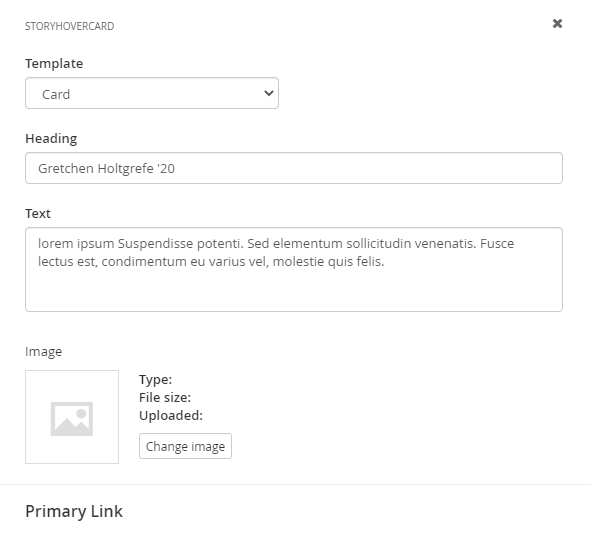 STORYHOVERCARD
Template
Card
Heading
Gretchen Holtgrefe '20
Text
lorem ipsum Suspendisse potenti. Sed elementum sollicitudin venenatis. Fusce
lectus est, condimentum eu varius vel, molestie quis felis.
Image
Type:
File size:
Uploaded:
Change image
Primary Link